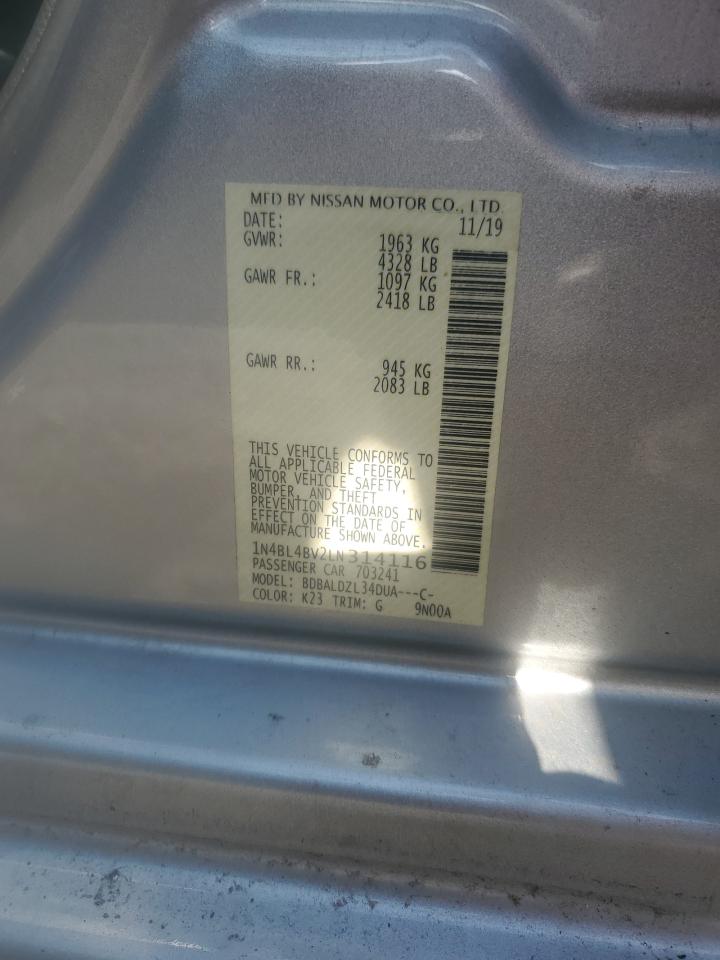 MFD BY NISSAN MOTOR CO., LTD.
DATE: 11/19
GVWR: 1963 KG
4328 LB
GAWR FR.: 1097 KG
2418 LB
GAWR RR.: 945 KG
2083 LB
THIS VEHICLE CONFORMS TO
ALL APPLICABLE FEDERAL
MOTOR VEHICLE SAFETY,
BUMPER, AND THEFT
PREVENTION STANDARDS IN
EFFECT ON THE DATE OF
MANUFACTURE SHOWN ABOVE.
1N4BL4BV2LN314116
PASSENGER CAR 703241
MODEL: BDBALDZL34DUA---C-
COLOR: K23 TRIM: G 9N00A